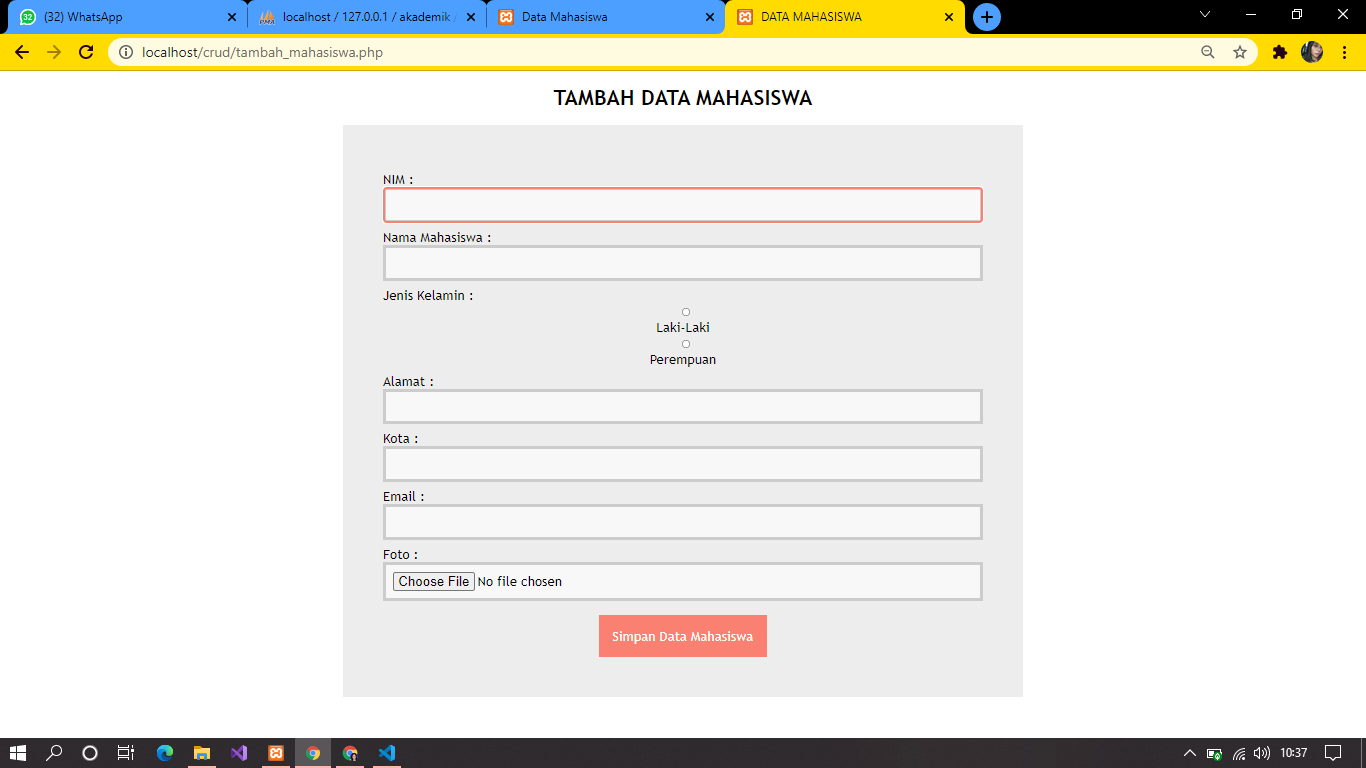 32 (32) WhatsApp
localhost / 127.0.0.1 / akademik /
Data Mahasiswa
DATA MAHASISWA
localhost/crud/tambah_mahasiswa.php
TAMBAH DATA MAHASISWA
NIM :
Nama Mahasiswa :
Jenis Kelamin :
Laki-Laki
Perempuan
Alamat :
Kota :
Email :
Foto :
Choose File No file chosen
Simpan Data Mahasiswa
10:37